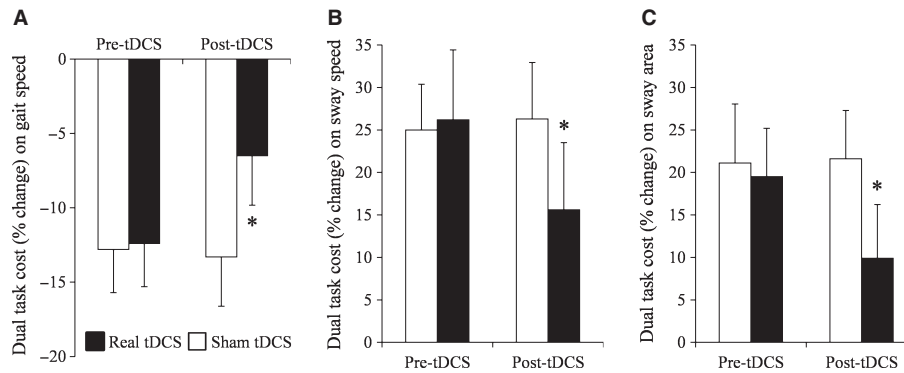 A
Pre-tDCS Post-tDCS
0
−5
−10
−15
−20
Dual task cost (% change) on gait speed
*
Real tDCS Sham tDCS
B
35
30
25
20
15
10
5
0
Dual task cost (% change) on sway speed
*
Pre-tDCS Post-tDCS
C
35
30
25
20
15
10
5
0
Dual task cost (% change) on sway area
*
Pre-tDCS Post-tDCS